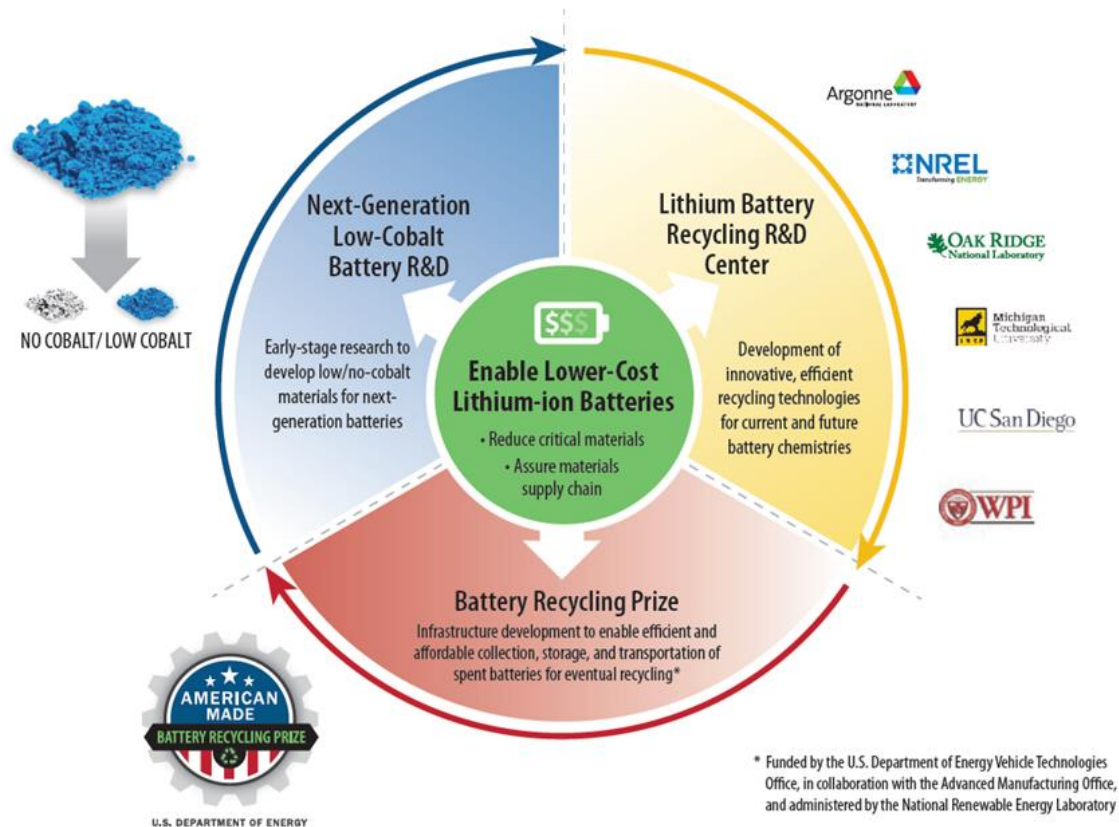 Next-Generation
Low-Cobalt
Battery R&D
Early-stage research to
develop low/no-cobalt
materials for next-
generation batteries
NO COBALT/ LOW COBALT
Lithium Battery
Recycling R&D
Center
Development of
innovative, efficient
recycling technologies
for current and future
battery chemistries
$$$
Enable Lower-Cost
Lithium-ion Batteries
• Reduce critical materials
• Assure materials
supply chain
Battery Recycling Prize
Infrastructure development to enable efficient and
affordable collection, storage, and transportation of
spent batteries for eventual recycling*
Argonne
NATIONAL LABORATORY
NREL
Transforming ENERGY
OAK RIDGE
National Laboratory
Michigan
Technological
University
UC San Diego
WPI
AMERICAN
MADE
BATTERY RECYCLING PRIZE
U.S. DEPARTMENT OF ENERGY
* Funded by the U.S. Department of Energy Vehicle Technologies
Office, in collaboration with the Advanced Manufacturing Office,
and administered by the National Renewable Energy Laboratory